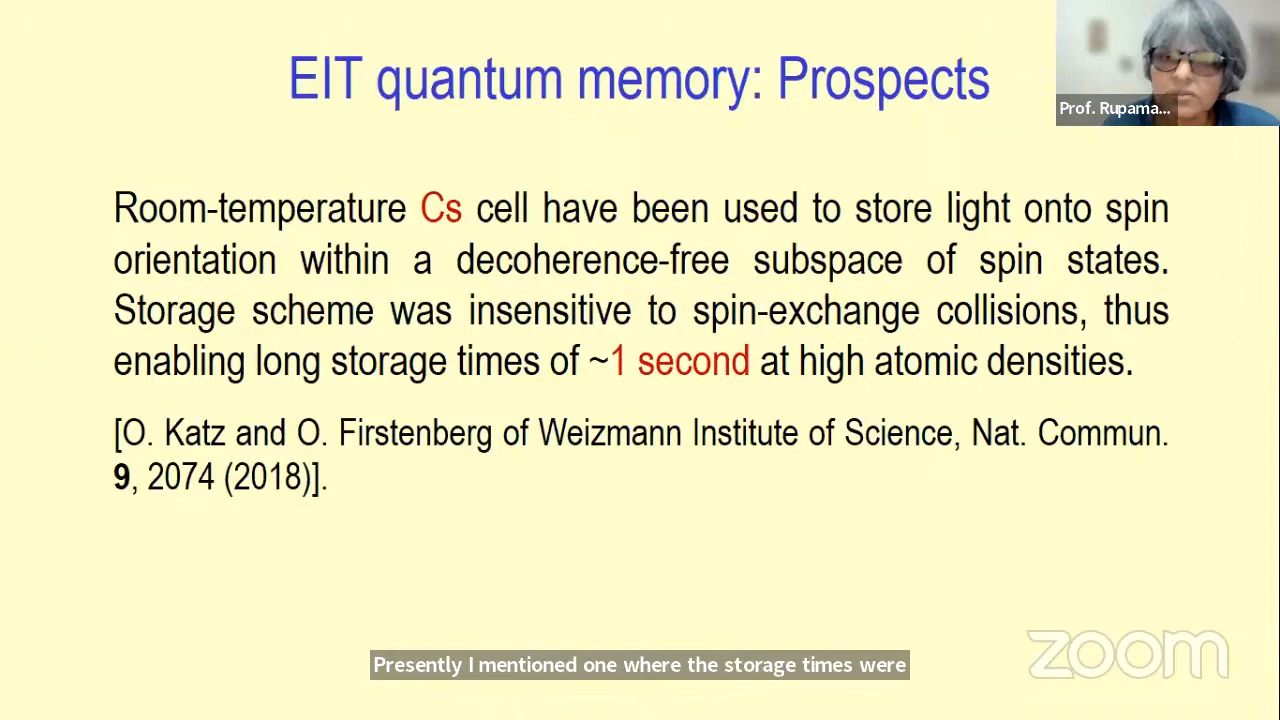 EIT quantum memory: Prospects
Prof. Rupama...
Room-temperature Cs cell have been used to store light onto spin
orientation within a decoherence-free subspace of spin states.
Storage scheme was insensitive to spin-exchange collisions, thus
enabling long storage times of ~1 second at high atomic densities.
[O. Katz and O. Firstenberg of Weizmann Institute of Science, Nat. Commun.
9, 2074 (2018)].
Presently I mentioned one where the storage times were
zoom